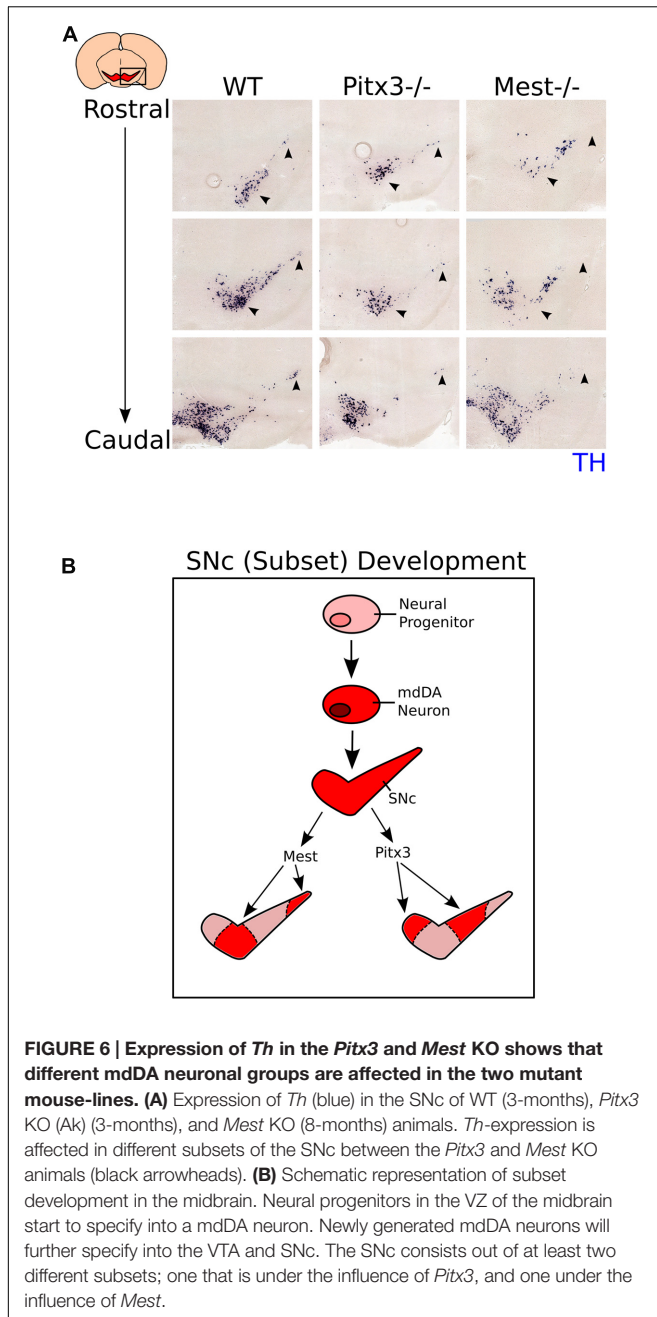 A
WT Pitx3-/- Mest-/-
Rostral
Caudal
TH
B
SNc (Subset) Development
Neural
Progenitor
mdDA
Neuron
SNc
Mest Pitx3
FIGURE 6 | Expression of Th in the Pitx3 and Mest KO shows that
different mdDA neuronal groups are affected in the two mutant
mouse-lines. (A) Expression of Th (blue) in the SNc of WT (3-months), Pitx3
KO (Ak) (3-months), and Mest KO (8-months) animals. Th-expression is
affected in different subsets of the SNc between the Pitx3 and Mest KO
animals (black arrowheads). (B) Schematic representation of subset
development in the midbrain. Neural progenitors in the VZ of the midbrain
start to specify into a mdDA neuron. Newly generated mdDA neurons will
further specify into the VTA and SNc. The SNc consists out of at least two
different subsets; one that is under the influence of Pitx3, and one under the
influence of Mest.